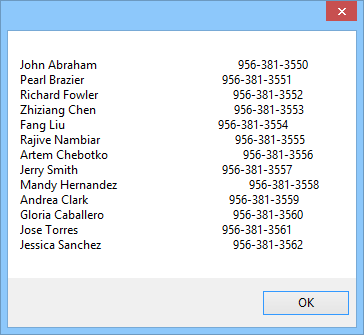 John Abraham 956-381-3550
Pearl Brazier 956-381-3551
Richard Fowler 956-381-3552
Zhiziang Chen 956-381-3553
Fang Liu 956-381-3554
Rajive Nambiar 956-381-3555
Artem Chebotko 956-381-3556
Jerry Smith 956-381-3557
Mandy Hernandez 956-381-3558
Andrea Clark 956-381-3559
Gloria Caballero 956-381-3560
Jose Torres 956-381-3561
Jessica Sanchez 956-381-3562
OK